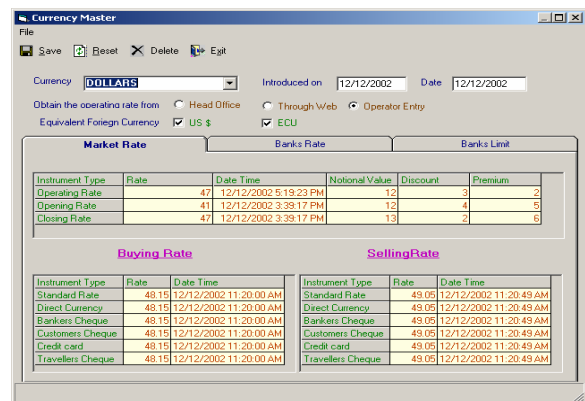 Currency Master
File
Save Reset Delete Exit
Currency DOLLARS Introduced on 12/12/2002 Date 12/12/2002
Obtain the operating rate from Head Office Through Web Operator Entry
Equivalent Foriegn Currency US $ ECU
Market Rate Banks Rate Banks Limit
Instrument Type Rate Date Time Notional Value Discount Premium
Operating Rate 47 12/12/2002 5:19:23 PM 12 3 2
Opening Rate 41 12/12/2002 3:39:17 PM 12 4 5
Closing Rate 47 12/12/2002 3:39:17 PM 13 2 6
Buying Rate SellingRate
Instrument Type Rate Date Time Instrument Type Rate Date Time
Standard Rate 48.15 12/12/2002 11:20:00 AM Standard Rate 49.05 12/12/2002 11:20:49 AM
Direct Currency 48.15 12/12/2002 11:20:00 AM Direct Currency 49.05 12/12/2002 11:20:49 AM
Bankers Cheque 48.15 12/12/2002 11:20:00 AM Bankers Cheque 49.05 12/12/2002 11:20:49 AM
Customers Cheque 48.15 12/12/2002 11:20:00 AM Customers Cheque 49.05 12/12/2002 11:20:49 AM
Credit card 48.15 12/12/2002 11:20:00 AM Credit card 49.05 12/12/2002 11:20:49 AM
Travellers Cheque 48.15 12/12/2002 11:20:00 AM Travellers Cheque 49.05 12/12/2002 11:20:49 AM